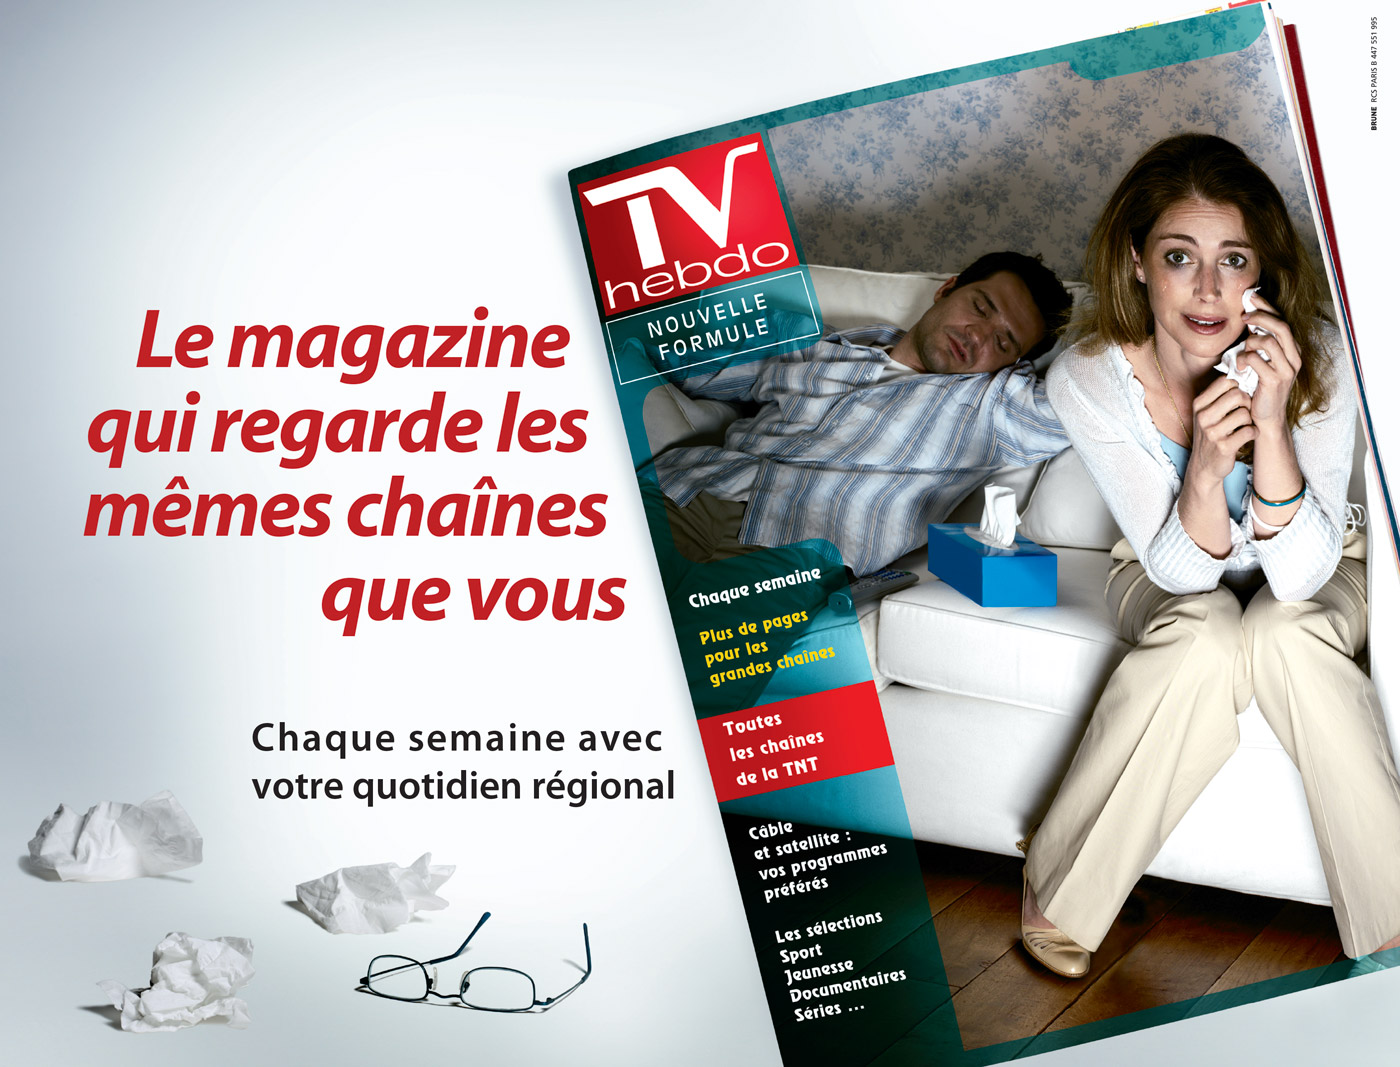 BRUNE RCS PARIS B 447 551 995
TV
hebdo
NOUVELLE
FORMULE
Le magazine
qui regarde les
mêmes chaînes
que vous
Chaque semaine avec
votre quotidien régional
Chaque semaine
Plus de pages
pour les
grandes chaînes
Toutes
les chaînes
de la TNT
Câble
et satellite :
vos programmes
préférés
Les sélections
Sport
Jeunesse
Documentaires
Séries ...